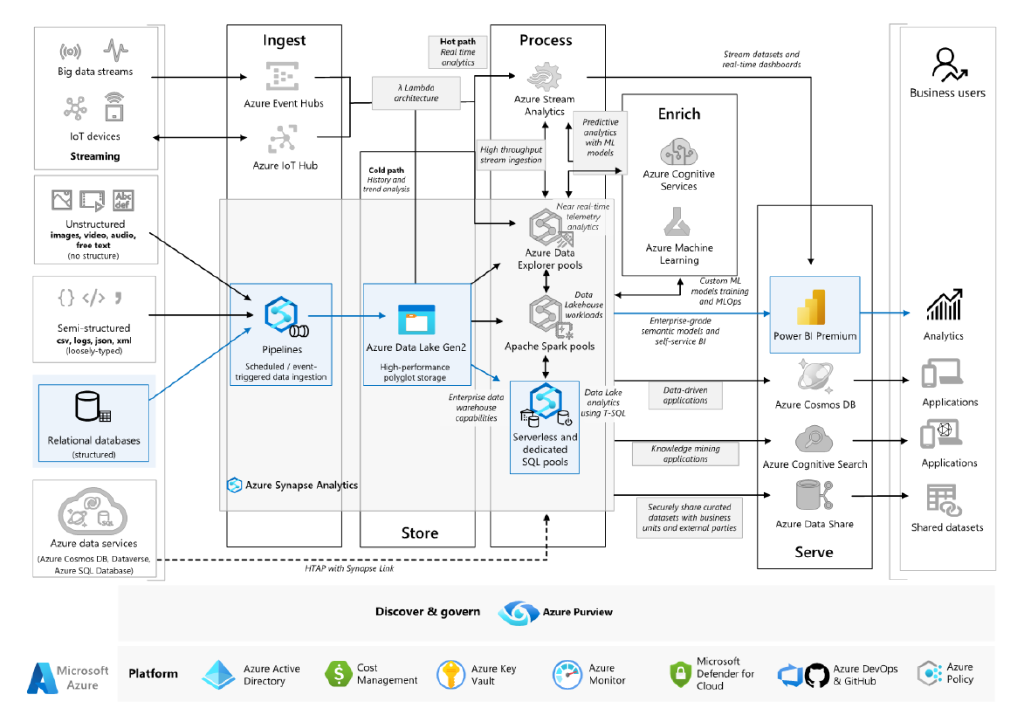 Big data streams
IoT devices
Streaming
Abc
def
Unstructured
images, video, audio,
free text
(no structure)
{} </> ,
Semi-structured
csv, logs, json, xml
(loosely-typed)
Relational databases
(structured)
SQL
Azure data services
(Azure Cosmos DB, Dataverse,
Azure SQL Database)
Ingest
Azure Event Hubs
Azure IoT Hub
Pipelines
Scheduled / event-
triggered data ingestion
Azure Synapse Analytics
λ Lambda
architecture
Hot path
Real time
analytics
Cold path
History and
trend analysis
Azure Data Lake Gen2
High-performance
polyglot storage
Enterprise data
warehouse
capabilities
Store
HTAP with Synapse Link
Process
Azure Stream
Analytics
High throughput
stream ingestion
Predictive
analytics
with ML
models
Near real-time
telemetry
analytics
Azure Data
Explorer pools
Data
Lakehouse
workloads
Apache Spark pools
Data Lake
analytics
using T-SQL
Serverless and
dedicated
SQL pools
Enrich
Azure Cognitive
Services
Azure Machine
Learning
Stream datasets and
real-time dashboards
Custom ML
models training
and MLOps
Enterprise-grade
semantic models and
self-service BI
Data-driven
applications
Knowledge mining
applications
Securely share curated
datasets with business
units and external parties
Power BI Premium
Azure Cosmos DB
Azure Cognitive Search
Azure Data Share
Serve
Business users
Analytics
Applications
Applications
Shared datasets
Discover & govern
Azure Purview
Microsoft
Azure
Platform
Azure Active
Directory
Cost
Management
Azure Key
Vault
Azure
Monitor
Microsoft
Defender for
Cloud
Azure DevOps
& GitHub
Azure
Policy